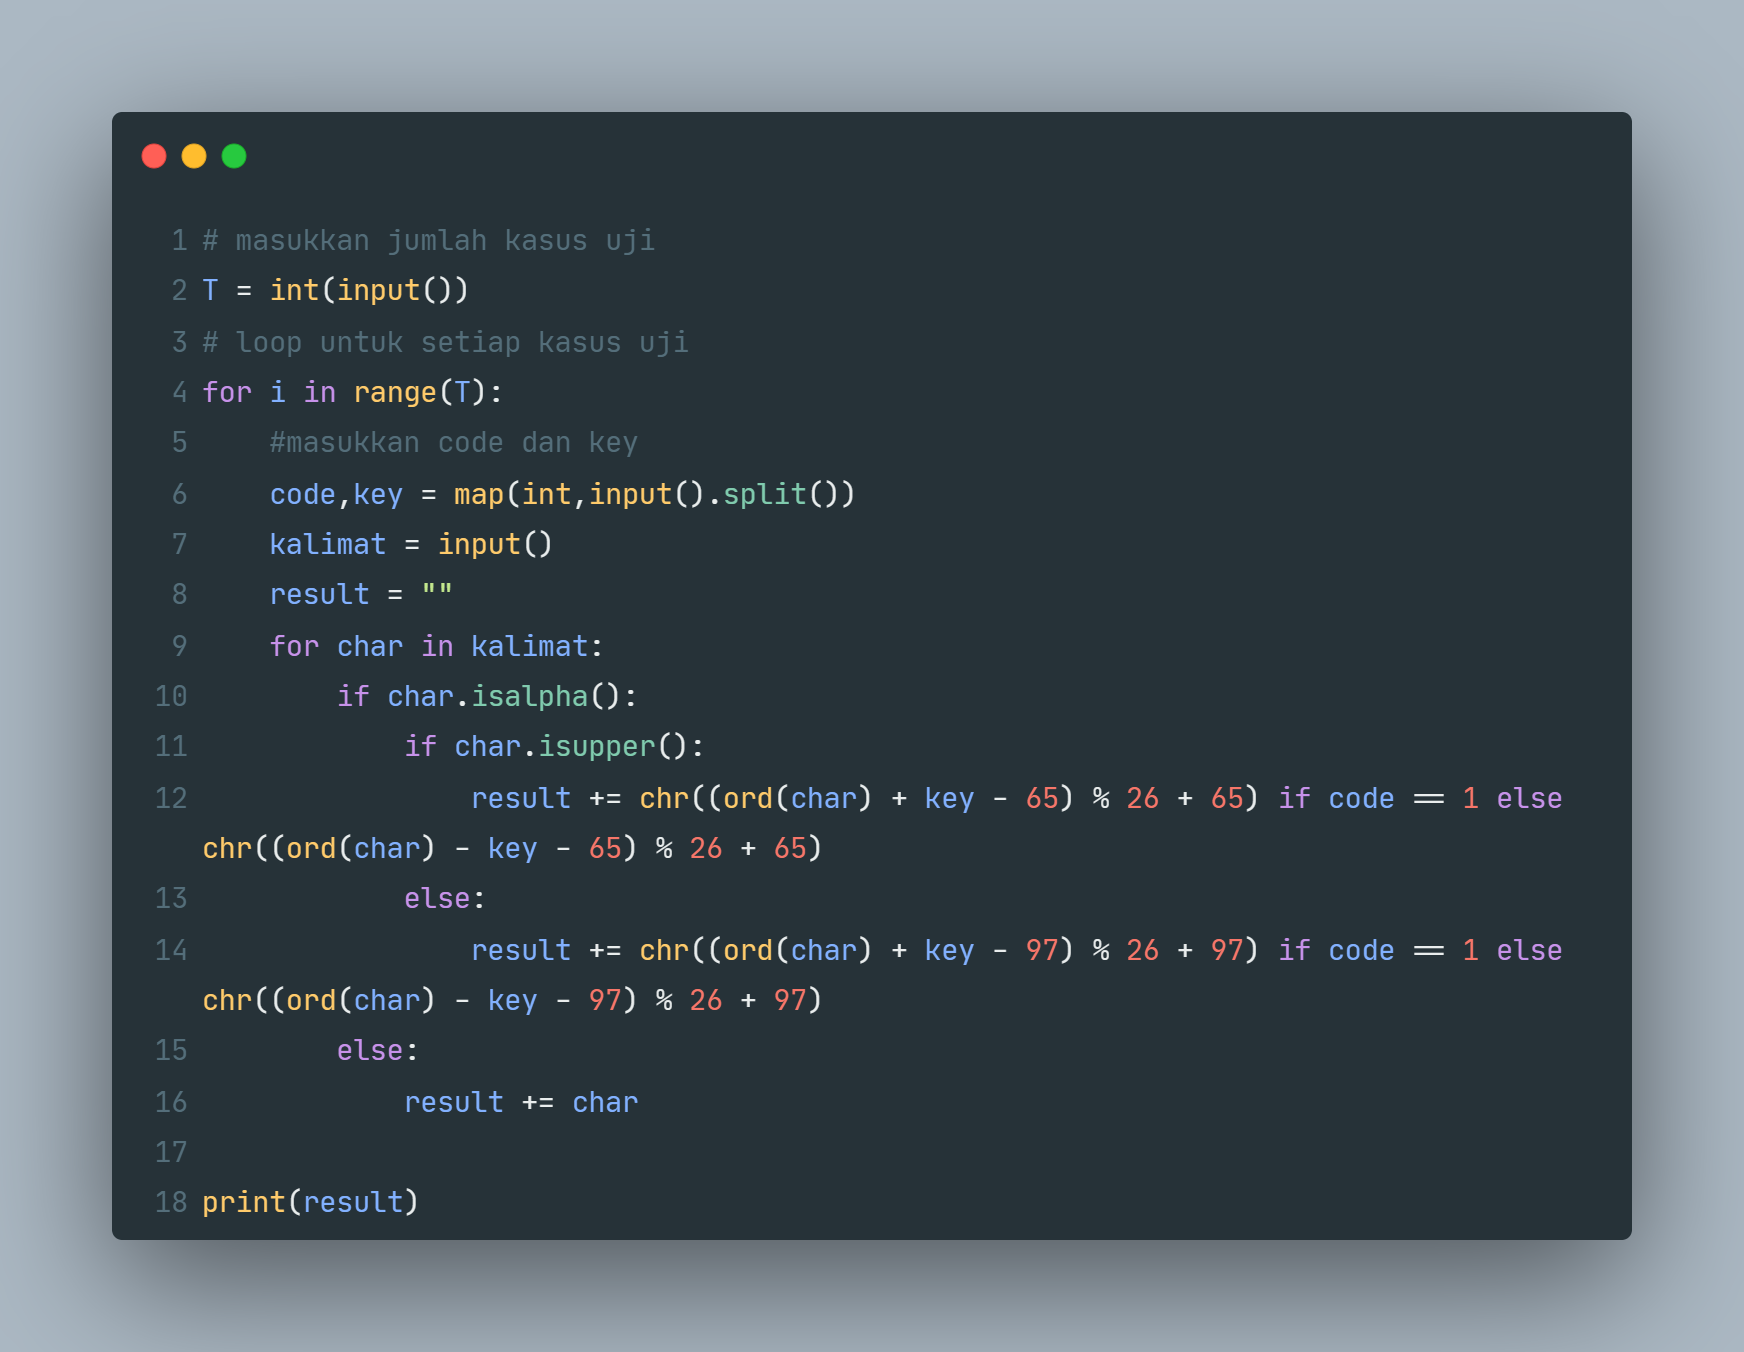 1 # masukkan jumlah kasus uji
2 T = int(input())
3 # loop untuk setiap kasus uji
4 for i in range(T):
5     #masukkan code dan key
6     code,key = map(int,input().split())
7     kalimat = input()
8     result = ""
9     for char in kalimat:
10         if char.isalpha():
11             if char.isupper():
12                 result += chr((ord(char) + key - 65) % 26 + 65) if code == 1 else
chr((ord(char) - key - 65) % 26 + 65)
13             else:
14                 result += chr((ord(char) + key - 97) % 26 + 97) if code == 1 else
chr((ord(char) - key - 97) % 26 + 97)
15         else:
16             result += char
17
18 print(result)